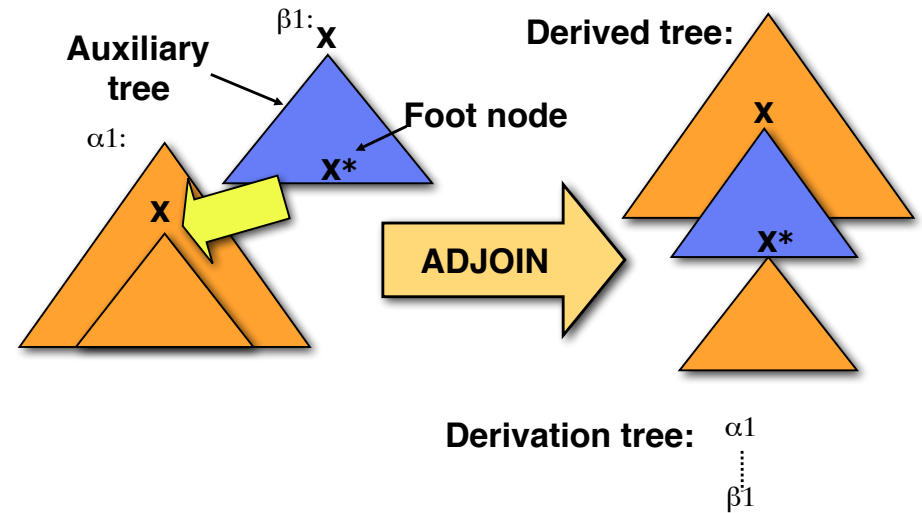 β1:
X
Auxiliary
tree
Foot node
X*
α1:
X
ADJOIN
Derived tree:
X
X*
Derivation tree:
α1
β1